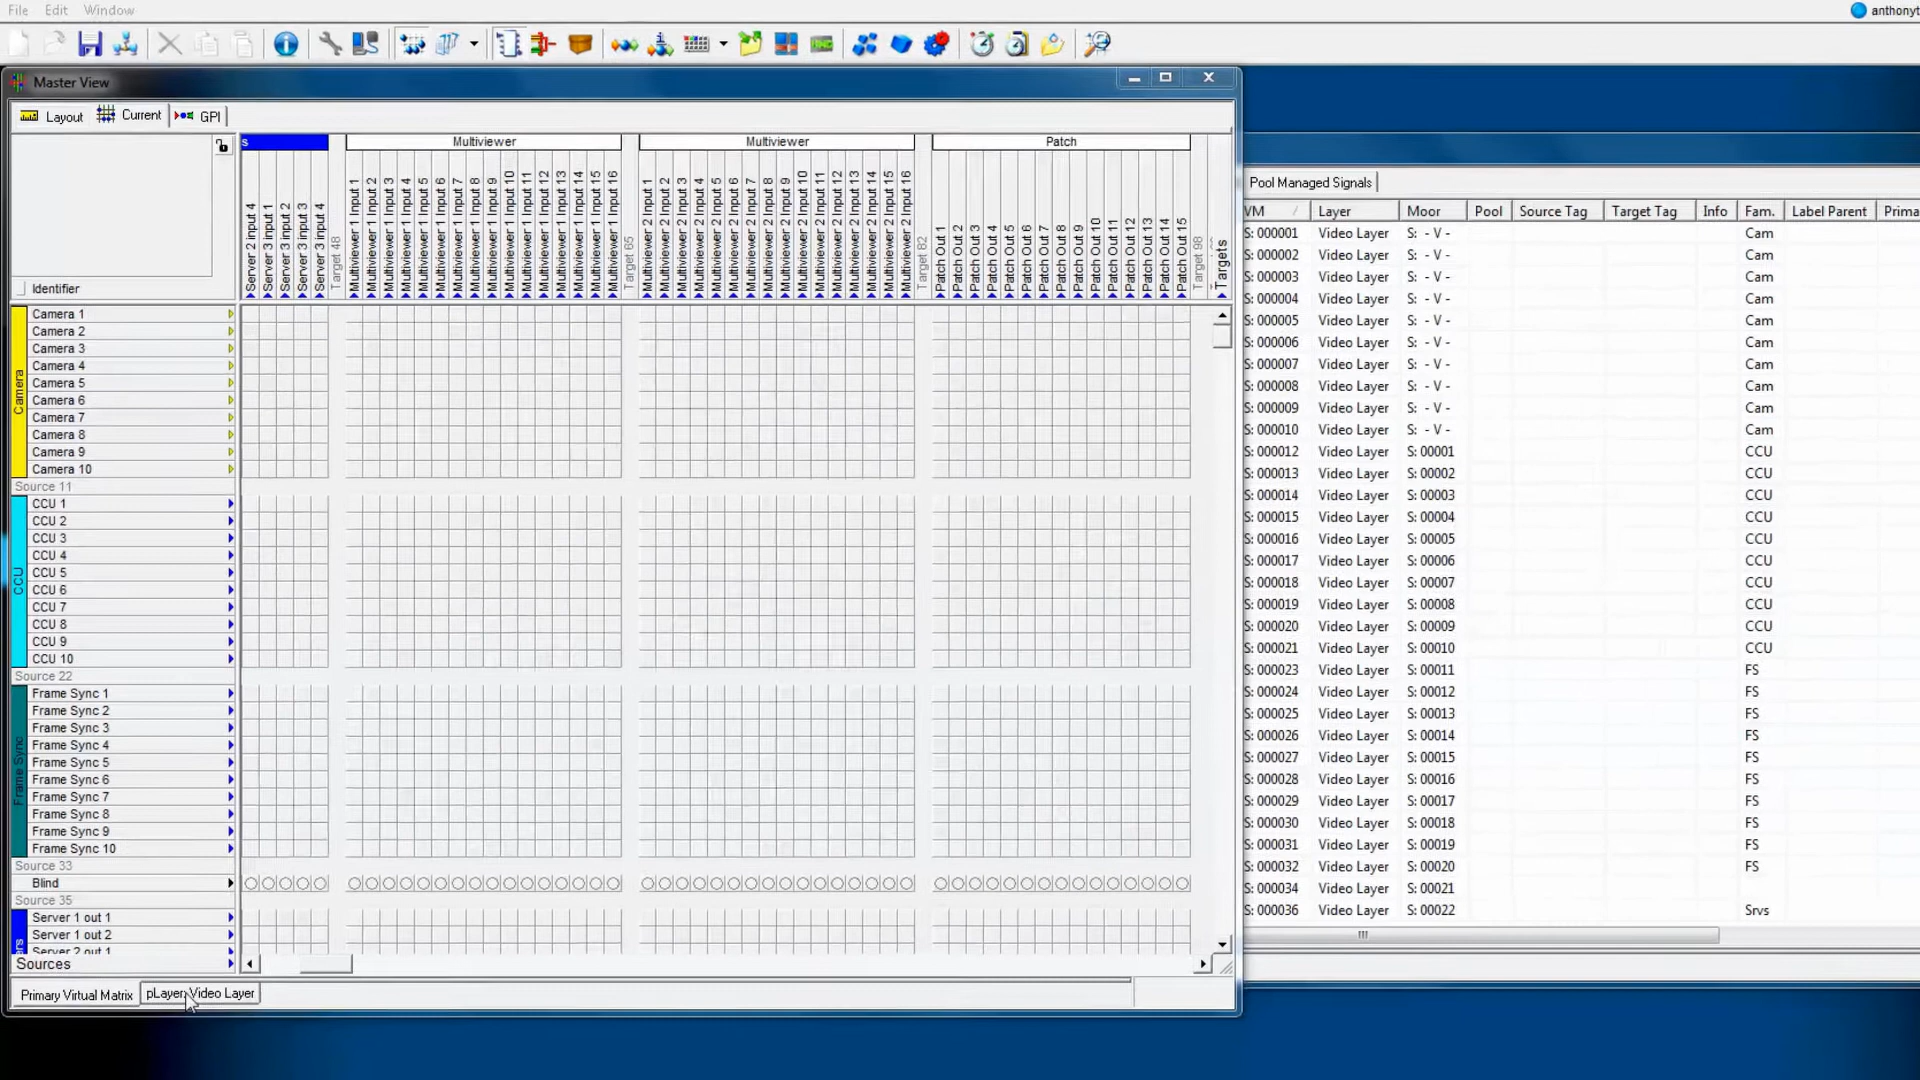 File Edit Window
anthonyt
Master View
Layout Current GPI
s Multiviewer Multiviewer Patch
Server 2 input 4
Server 3 input 1
Server 3 input 2
Server 3 input 3
Server 3 input 4
Target 48
Multiviewer 1 Input 1
Multiviewer 1 Input 2
Multiviewer 1 Input 3
Multiviewer 1 Input 4
Multiviewer 1 Input 5
Multiviewer 1 Input 6
Multiviewer 1 Input 7
Multiviewer 1 Input 8
Multiviewer 1 Input 9
Multiviewer 1 Input 10
Multiviewer 1 Input 11
Multiviewer 1 Input 12
Multiviewer 1 Input 13
Multiviewer 1 Input 14
Multiviewer 1 Input 15
Multiviewer 1 Input 16
Target 65
Multiviewer 2 Input 1
Multiviewer 2 Input 2
Multiviewer 2 Input 3
Multiviewer 2 Input 4
Multiviewer 2 Input 5
Multiviewer 2 Input 6
Multiviewer 2 Input 7
Multiviewer 2 Input 8
Multiviewer 2 Input 9
Multiviewer 2 Input 10
Multiviewer 2 Input 11
Multiviewer 2 Input 12
Multiviewer 2 Input 13
Multiviewer 2 Input 14
Multiviewer 2 Input 15
Multiviewer 2 Input 16
Target 82
Patch Out 1
Patch Out 2
Patch Out 3
Patch Out 4
Patch Out 5
Patch Out 6
Patch Out 7
Patch Out 8
Patch Out 9
Patch Out 10
Patch Out 11
Patch Out 12
Patch Out 13
Patch Out 14
Patch Out 15
Target 98
Targets
Identifier
Camera
Camera 1
Camera 2
Camera 3
Camera 4
Camera 5
Camera 6
Camera 7
Camera 8
Camera 9
Camera 10
Source 11
CCU
CCU 1
CCU 2
CCU 3
CCU 4
CCU 5
CCU 6
CCU 7
CCU 8
CCU 9
CCU 10
Source 22
Frame Sync
Frame Sync 1
Frame Sync 2
Frame Sync 3
Frame Sync 4
Frame Sync 5
Frame Sync 6
Frame Sync 7
Frame Sync 8
Frame Sync 9
Frame Sync 10
Source 33
Blind
Source 35
ers
Server 1 out 1
Server 1 out 2
Server 2 out 1
Sources
Primary Virtual Matrix pLayer: Video Layer
Pool Managed Signals
VM Layer Moor Pool Source Tag Target Tag Info Fam. Label Parent Prima
S: 000001 Video Layer S: - V - Cam
S: 000002 Video Layer S: - V - Cam
S: 000003 Video Layer S: - V - Cam
S: 000004 Video Layer S: - V - Cam
S: 000005 Video Layer S: - V - Cam
S: 000006 Video Layer S: - V - Cam
S: 000007 Video Layer S: - V - Cam
S: 000008 Video Layer S: - V - Cam
S: 000009 Video Layer S: - V - Cam
S: 000010 Video Layer S: - V - Cam
S: 000012 Video Layer S: 00001 CCU
S: 000013 Video Layer S: 00002 CCU
S: 000014 Video Layer S: 00003 CCU
S: 000015 Video Layer S: 00004 CCU
S: 000016 Video Layer S: 00005 CCU
S: 000017 Video Layer S: 00006 CCU
S: 000018 Video Layer S: 00007 CCU
S: 000019 Video Layer S: 00008 CCU
S: 000020 Video Layer S: 00009 CCU
S: 000021 Video Layer S: 00010 CCU
S: 000023 Video Layer S: 00011 FS
S: 000024 Video Layer S: 00012 FS
S: 000025 Video Layer S: 00013 FS
S: 000026 Video Layer S: 00014 FS
S: 000027 Video Layer S: 00015 FS
S: 000028 Video Layer S: 00016 FS
S: 000029 Video Layer S: 00017 FS
S: 000030 Video Layer S: 00018 FS
S: 000031 Video Layer S: 00019 FS
S: 000032 Video Layer S: 00020 FS
S: 000034 Video Layer S: 00021
S: 000036 Video Layer S: 00022 Srvs